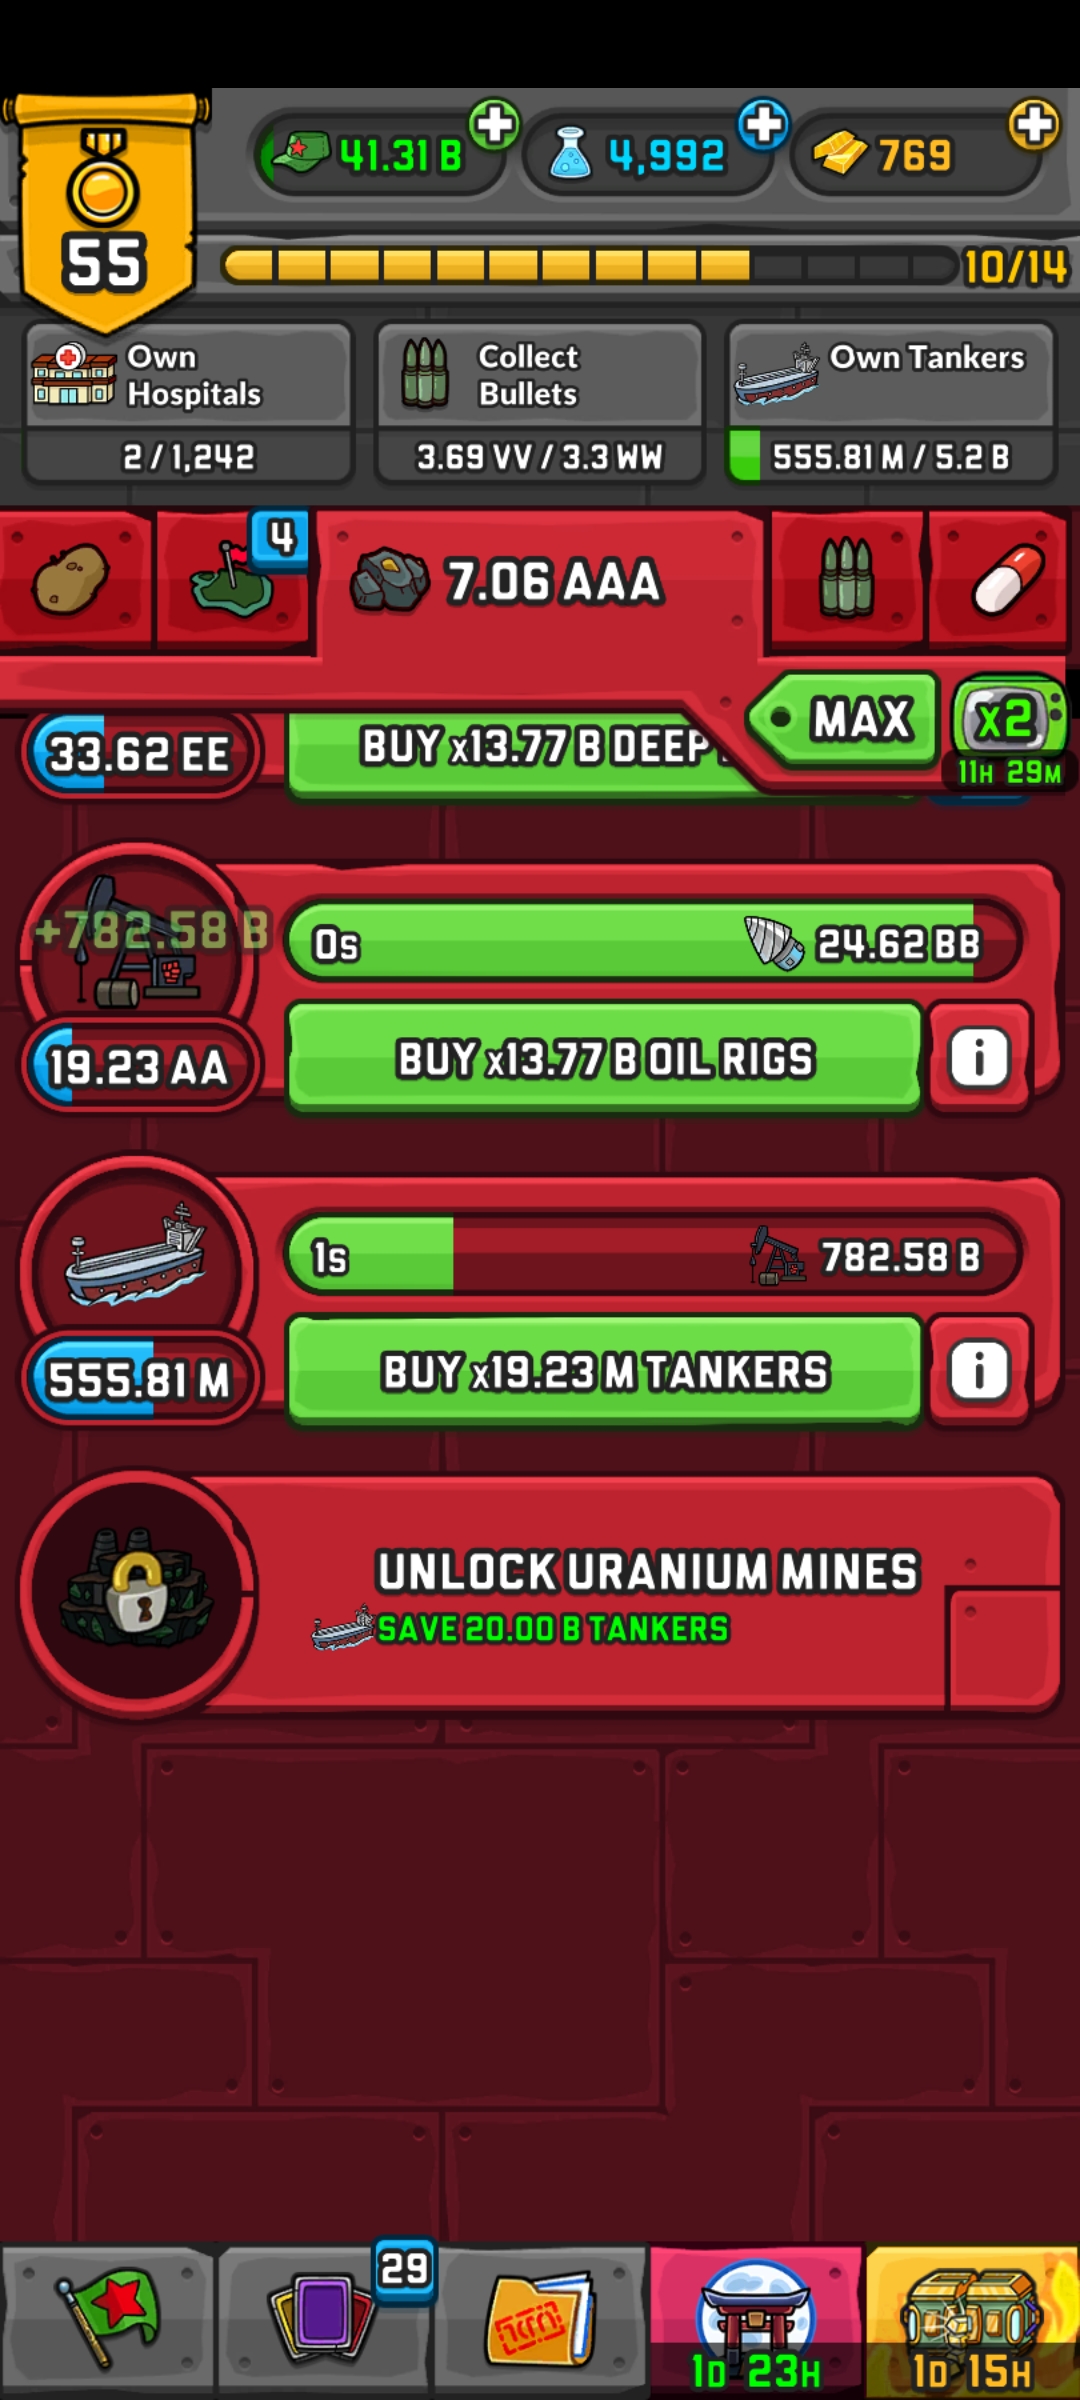 55
41.31 B
4,992
769
10/14
Own
Hospitals
2 / 1,242
Collect
Bullets
3.69 VV / 3.3 WW
Own Tankers
555.81 M / 5.2 B
4
7.06 AAA
MAX
x2
11H 29M
33.62 EE
BUY x13.77 B DEEP
+782.58 B
0s
24.62 BB
19.23 AA
BUY x13.77 B OIL RIGS
i
1s
782.58 B
555.81 M
BUY x19.23 M TANKERS
i
UNLOCK URANIUM MINES
SAVE 20.00 B TANKERS
29
1D 23H
1D 15H